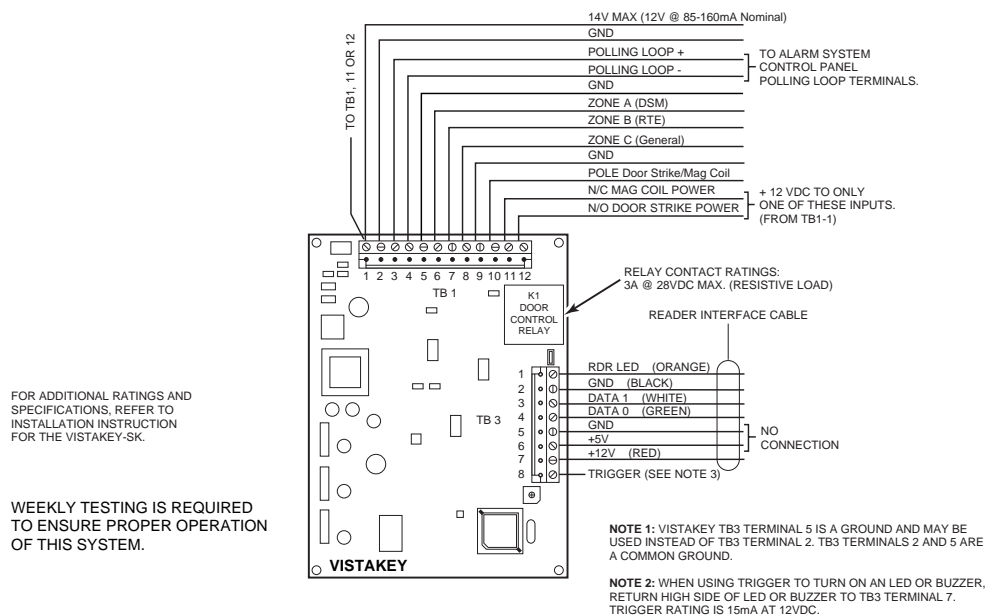 14V MAX (12V @ 85-160mA Nominal)
GND
POLLING LOOP +
POLLING LOOP -
TO ALARM SYSTEM
CONTROL PANEL
POLLING LOOP TERMINALS.
GND
ZONE A (DSM)
ZONE B (RTE)
ZONE C (General)
GND
POLE Door Strike/Mag Coil
N/C MAG COIL POWER
N/O DOOR STRIKE POWER
+ 12 VDC TO ONLY
ONE OF THESE INPUTS.
(FROM TB1-1)
TO TB1, 11 OR 12
1 2 3 4 5 6 7 8 9 10 11 12
TB 1
K1
DOOR
CONTROL
RELAY
RELAY CONTACT RATINGS:
3A @ 28VDC MAX. (RESISTIVE LOAD)
READER INTERFACE CABLE
1 RDR LED (ORANGE)
2 GND (BLACK)
3 DATA 1 (WHITE)
4 DATA 0 (GREEN)
5 GND
6 +5V
7 +12V (RED)
8 TRIGGER (SEE NOTE 3)
TB 3
NO
CONNECTION
FOR ADDITIONAL RATINGS AND
SPECIFICATIONS, REFER TO
INSTALLATION INSTRUCTION
FOR THE VISTAKEY-SK.
WEEKLY TESTING IS REQUIRED
TO ENSURE PROPER OPERATION
OF THIS SYSTEM.
VISTAKEY
NOTE 1: VISTAKEY TB3 TERMINAL 5 IS A GROUND AND MAY BE
USED INSTEAD OF TB3 TERMINAL 2. TB3 TERMINALS 2 AND 5 ARE
A COMMON GROUND.
NOTE 2: WHEN USING TRIGGER TO TURN ON AN LED OR BUZZER,
RETURN HIGH SIDE OF LED OR BUZZER TO TB3 TERMINAL 7.
TRIGGER RATING IS 15mA AT 12VDC.